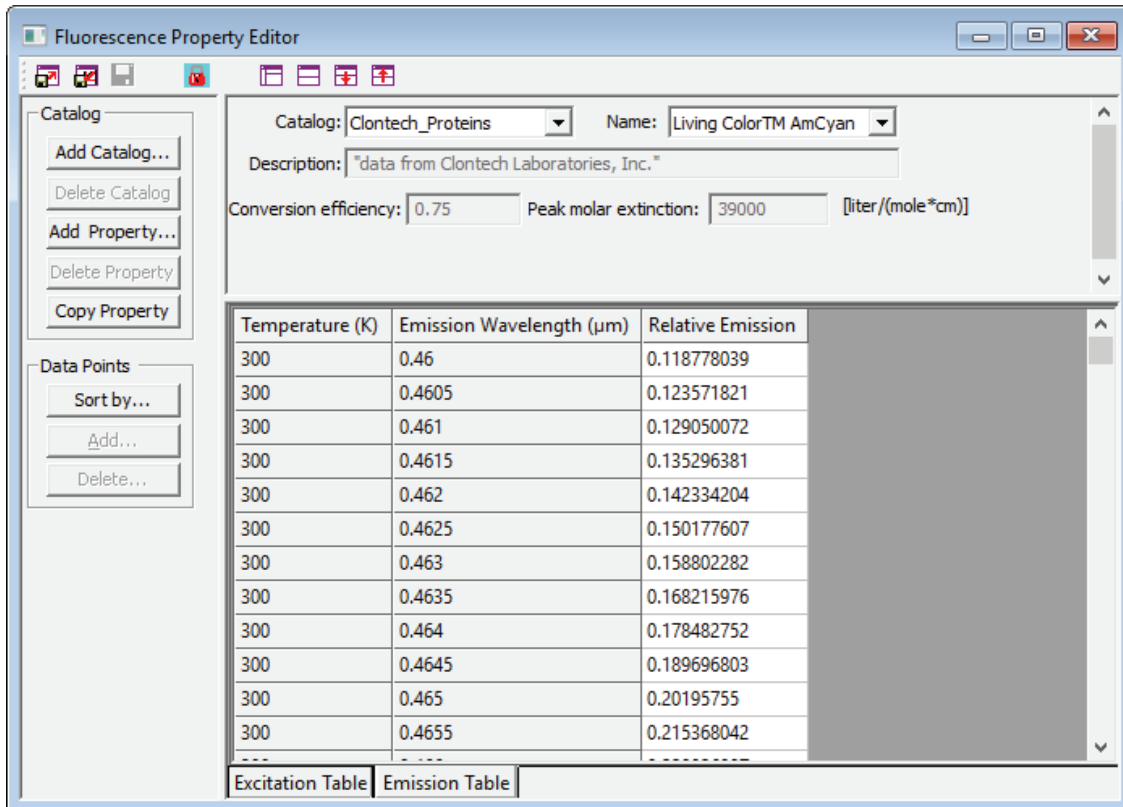 Fluorescence Property Editor
Catalog
Add Catalog...
Delete Catalog
Add Property...
Delete Property
Copy Property
Data Points
Sort by...
Add...
Delete...
Catalog: Clontech_Proteins Name: Living ColorTM AmCyan
Description: "data from Clontech Laboratories, Inc."
Conversion efficiency: 0.75 Peak molar extinction: 39000 [liter/(mole*cm)]
Temperature (K) Emission Wavelength (µm) Relative Emission
300 0.46 0.118778039
300 0.4605 0.123571821
300 0.461 0.129050072
300 0.4615 0.135296381
300 0.462 0.142334204
300 0.4625 0.150177607
300 0.463 0.158802282
300 0.4635 0.168215976
300 0.464 0.178482752
300 0.4645 0.189696803
300 0.465 0.20195755
300 0.4655 0.215368042
Excitation Table Emission Table